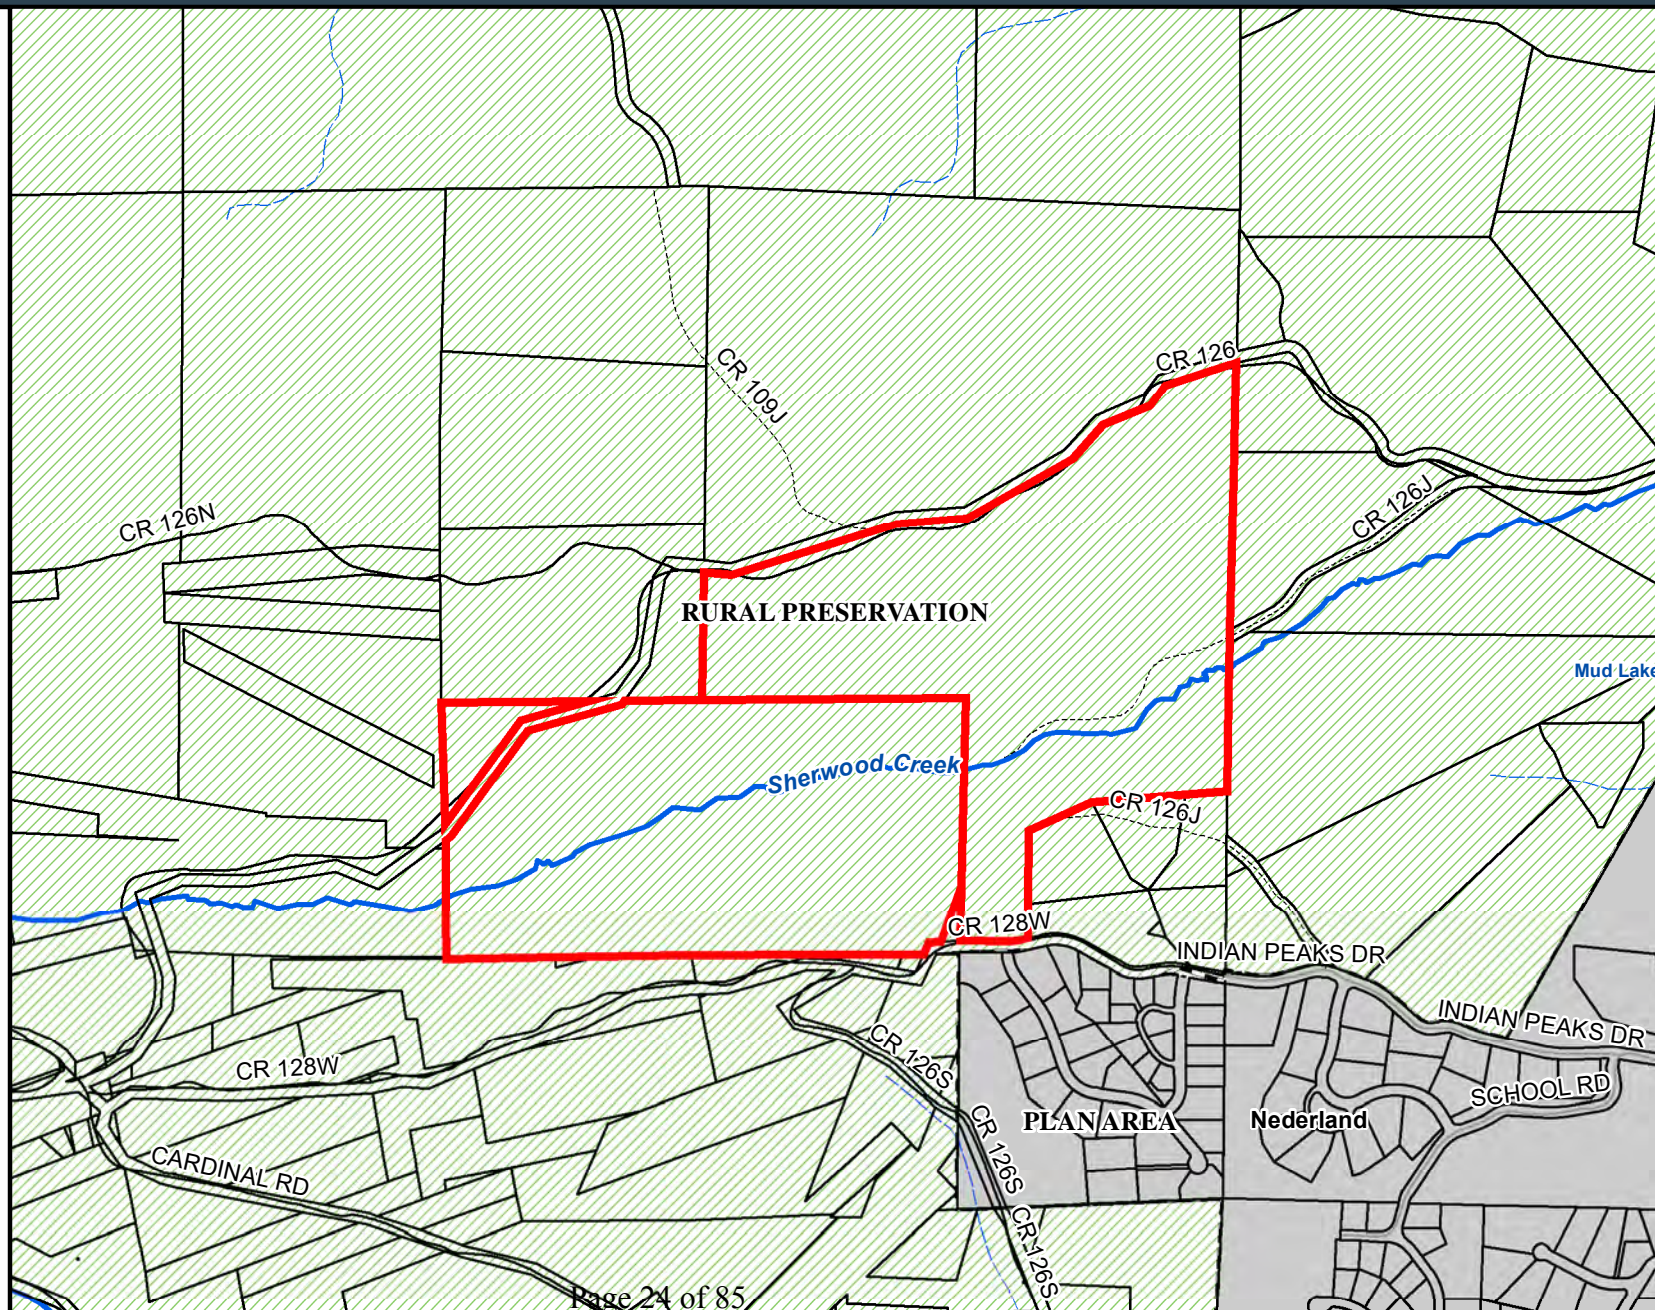 CR 126
CR 109J
CR 126J
CR 126N
RURAL PRESERVATION
Mud Lake
Sherwood Creek
CR 126J
CR 128W
INDIAN PEAKS DR
INDIAN PEAKS DR
CR 126S
CR 128W
SCHOOL RD
PLAN AREA
Nederland
CR 126S
CARDINAL RD
CR 126S
Page 24 of 85